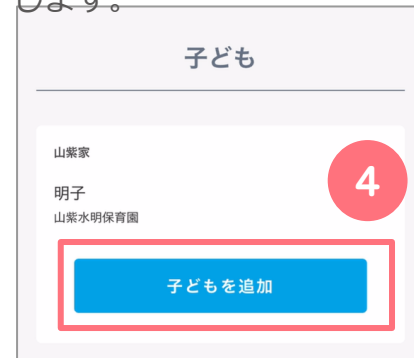 します。
子ども
山紫家
4
明子
山紫水明保育園
子どもを追加